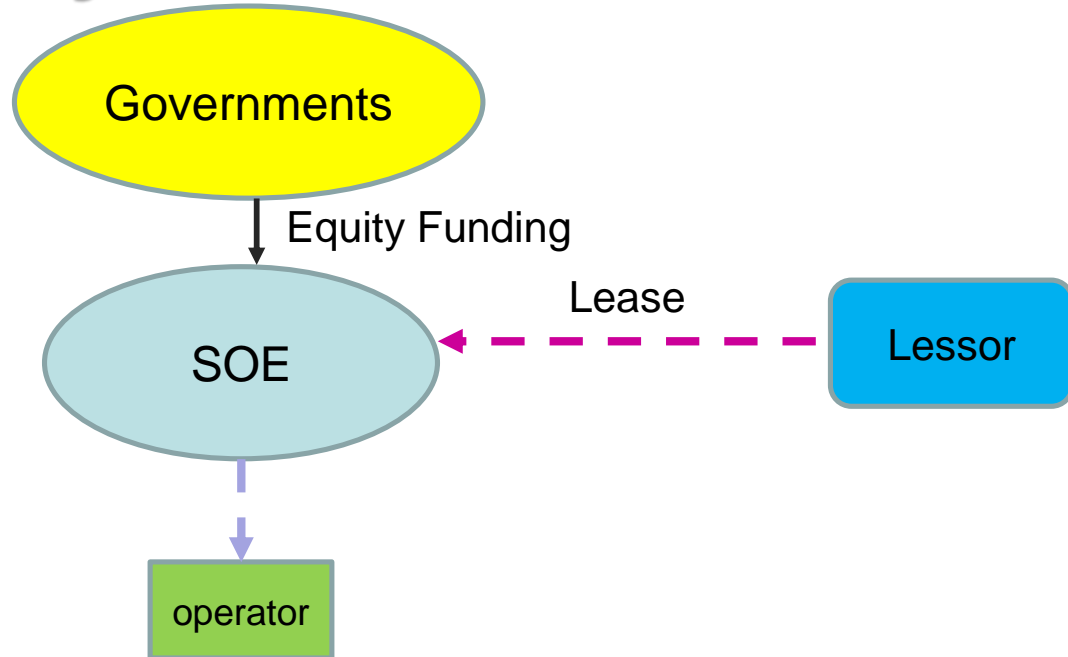 Governments
Equity Funding
Lease
SOE
Lessor
operator